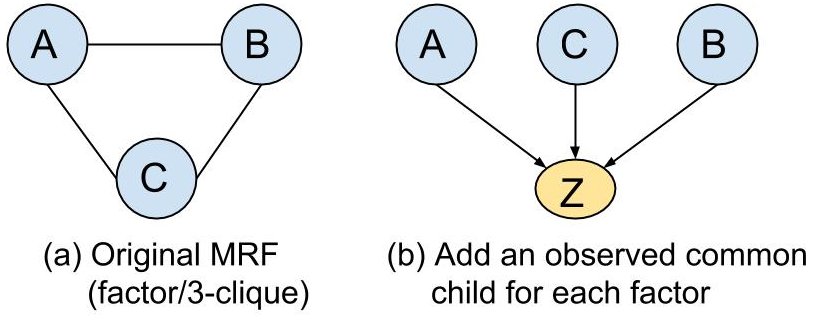 A B
C
A C B
Z
(a) Original MRF
(factor/3-clique)
(b) Add an observed common
child for each factor